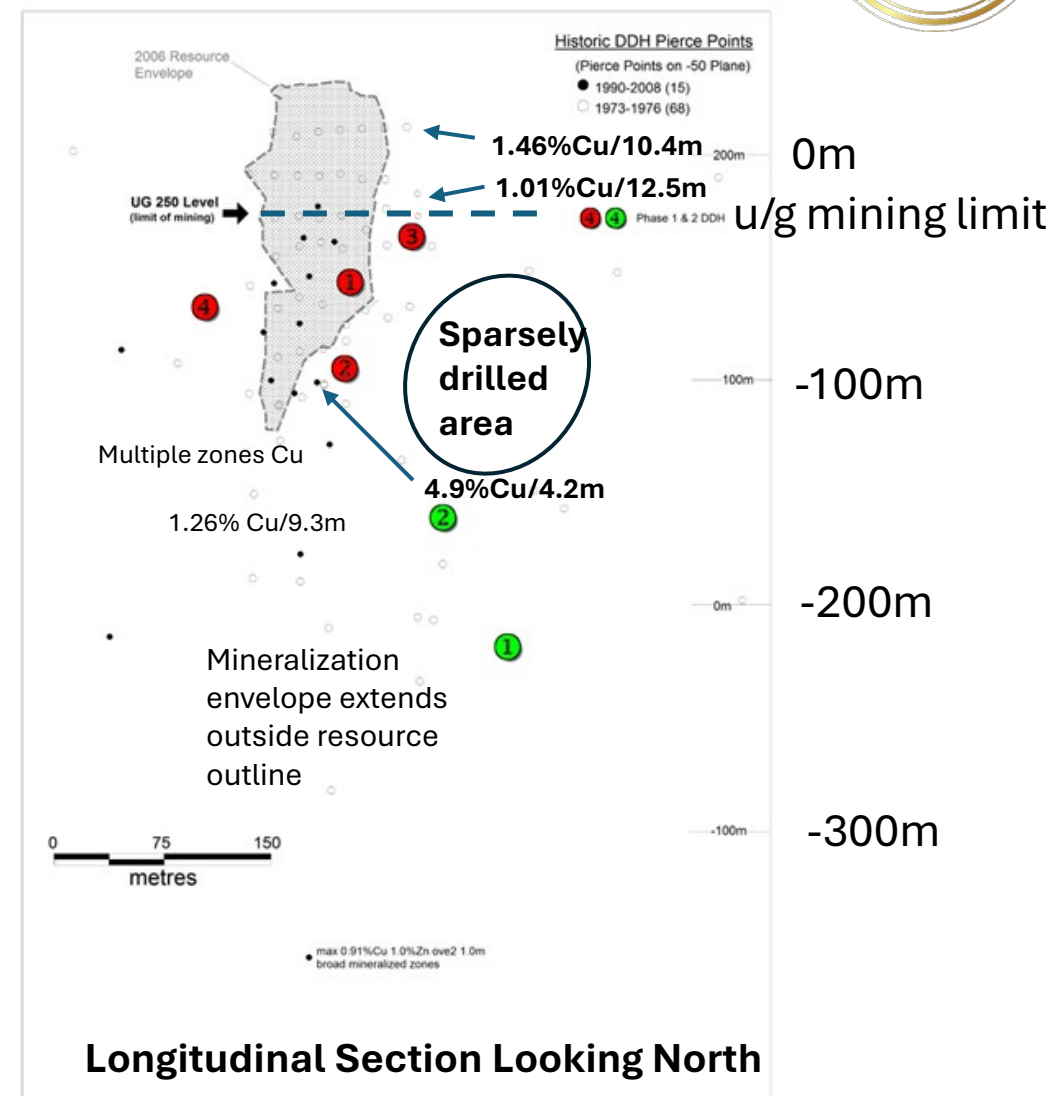 2006 Resource
Envelope
Historic DDH Pierce Points
(Pierce Points on -50 Plane)
1990-2008 (15)
1973-1976 (68)
1.46%Cu/10.4m
200m
0m
1.01%Cu/12.5m
UG 250 Level
(limit of mining)
4 4 Phase 1 & 2 DDH
u/g mining limit
3
1
4
Sparsely
drilled
area
2
100m
-100m
Multiple zones Cu
4.9%Cu/4.2m
2
1.26% Cu/9.3m
0m
-200m
1
Mineralization
envelope extends
outside resource
outline
-100m
-300m
0 75 150
metres
max 0.91%Cu 1.0%Zn ove2 1.0m
broad mineralized zones
Longitudinal Section Looking North